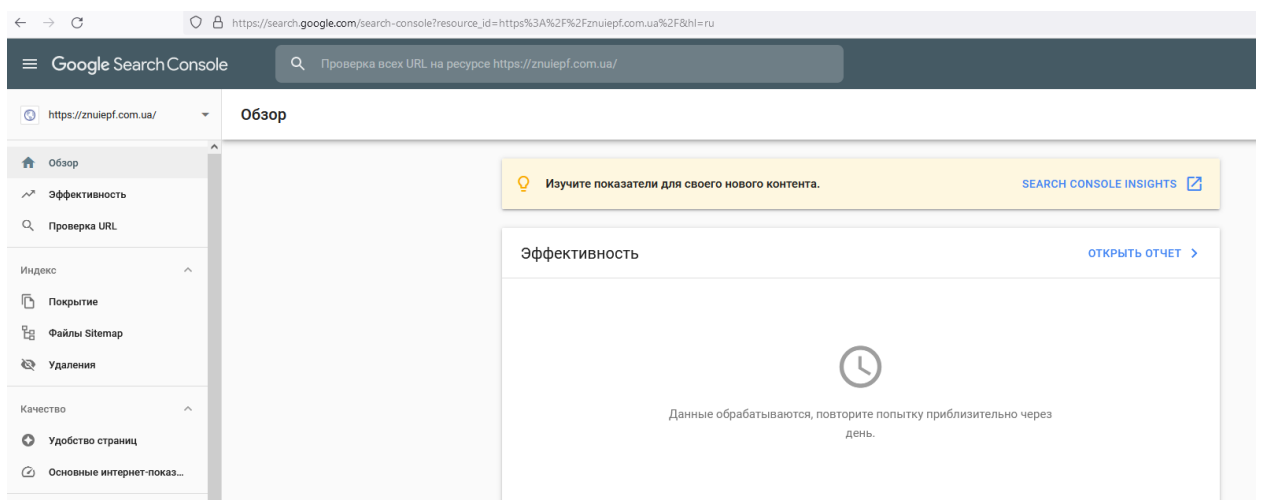 https://search.google.com/search-console?resource_id=https%3A%2F%2Fznuiepf.com.ua%2F&hl=ru
Google Search Console
Проверка всех URL на ресурсе https://znuiepf.com.ua/
https://znuiepf.com.ua/
Обзор
Обзор
Эффективность
Проверка URL
Индекс
Покрытие
Файлы Sitemap
Удаления
Качество
Удобство страниц
Основные интернет-показ...
Изучите показатели для своего нового контента.
SEARCH CONSOLE INSIGHTS
Эффективность
ОТКРЫТЬ ОТЧЕТ
Данные обрабатываются, повторите попытку приблизительно через
день.